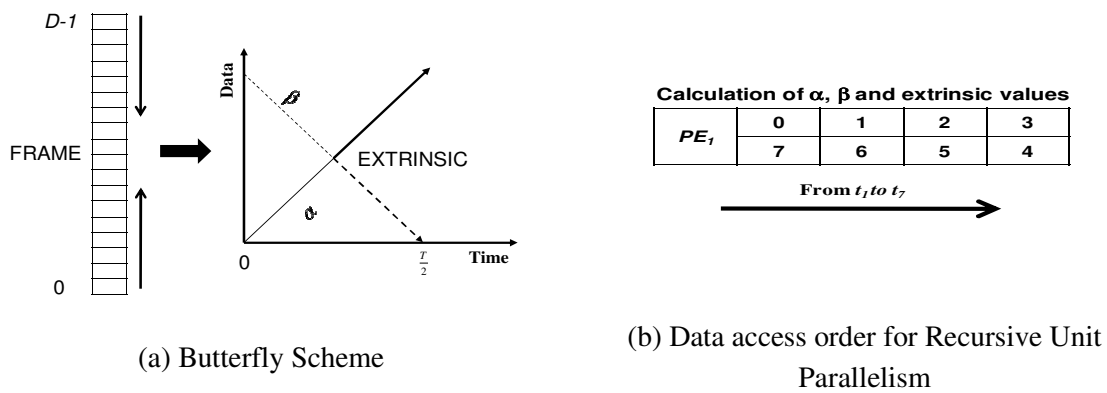 D-1
FRAME
0
Data
β
α
EXTRINSIC
0
T/2
Time
(a) Butterfly Scheme
Calculation of α, β and extrinsic values
PE1 0 1 2 3
7 6 5 4
From t1 to t7
(b) Data access order for Recursive Unit
Parallelism